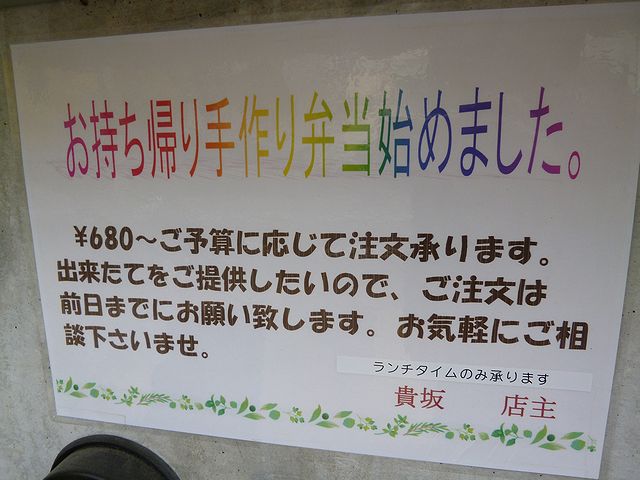 お持ち帰り手作り弁当始めました。
¥680～ご予算に応じて注文承ります。
出来たてをご提供したいので、ご注文は
前日までにお願い致します。お気軽にご相
談下さいませ。
ランチタイムのみ承ります
貴坂 店主